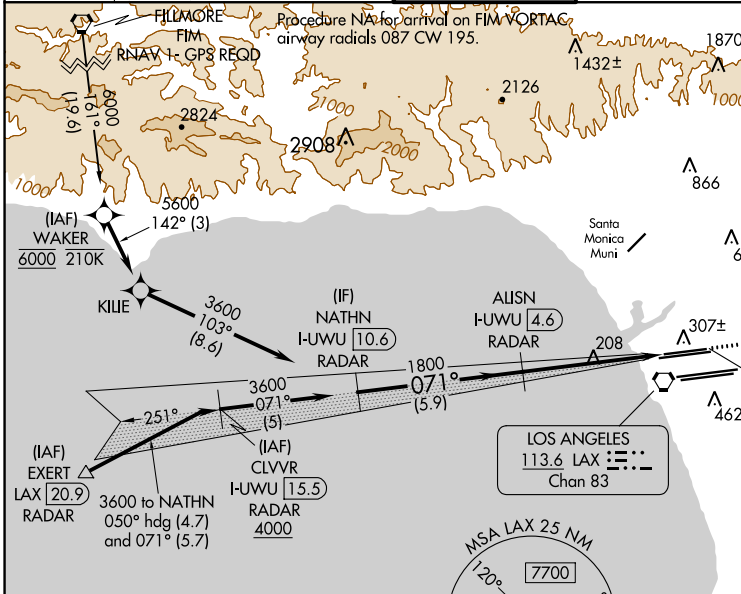 FILLMORE
FIM
RNAV 1- GPS REQD
Procedure NA for arrival on FIM VORTAC
airway radials 087 CW 195.
6000
161°
(19.6)
1870
1432±
2126
1000
2824
2908
2000
1000
1000
866
5600
142° (3)
(IAF)
WAKER
6000 210K
Santa
Monica
Muni
6
KILIE
3600
103°
(8.6)
(IF)
NATHN
I-UWU 10.6
RADAR
ALISN
I-UWU 4.6
RADAR
208
307±
1800
071°
(5.9)
3600
071°
(5)
251°
462
(IAF)
EXERT
LAX 20.9
RADAR
3600 to NATHN
050° hdg (4.7)
and 071° (5.7)
(IAF)
CLVVR
I-UWU 15.5
RADAR
4000
LOS ANGELES
113.6 LAX
Chan 83
MSA LAX 25 NM
120°
7700
°